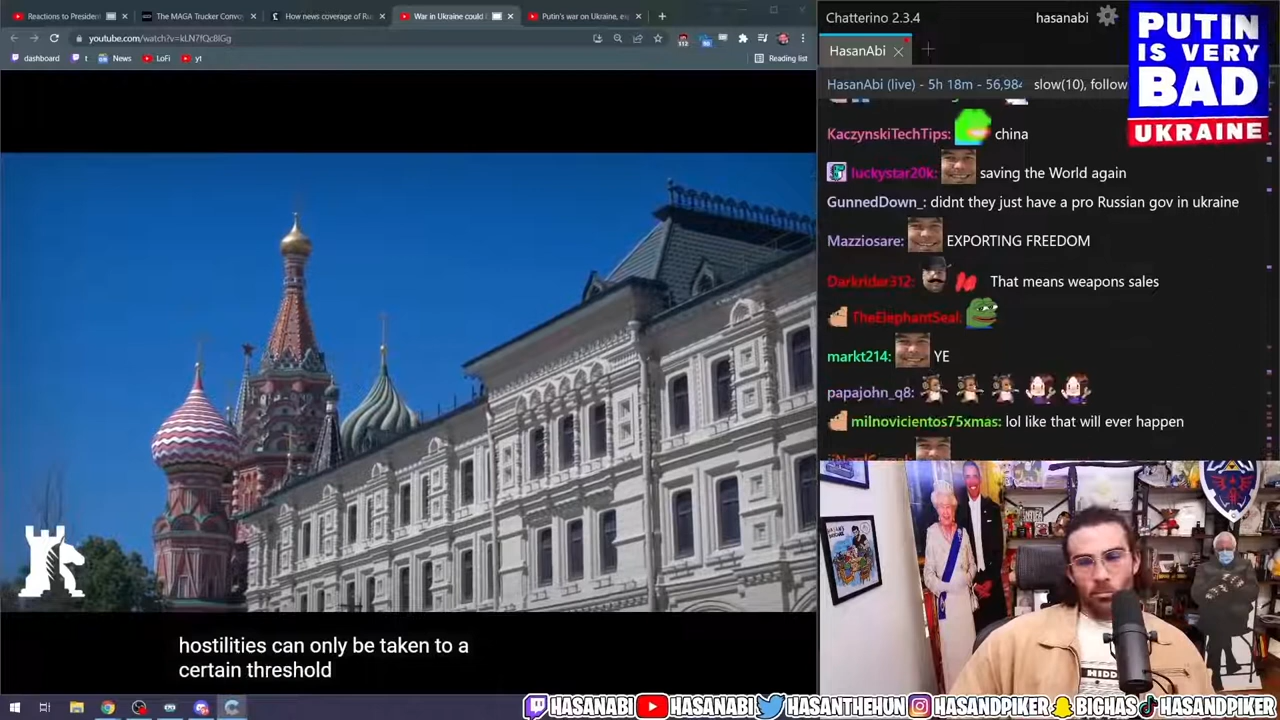 Reactions to President
The MAGA Trucker Convo
How news coverage of Ru
War in Ukraine could
Putin's war on Ukraine, ex
youtube.com/watch?v=kLN7fQc8IGg
dashboard
t
News
LoFi
yt
Reading list
hostilities can only be taken to a
certain threshold
Chatterino 2.3.4
hasanabi
HasanAbi
HasanAbi (live) - 5h 18m - 56,984
slow(10), follow
PUTIN
IS VERY
BAD
UKRAINE
KaczynskiTechTips: china
luckystar20k: saving the World again
GunnedDown_: didnt they just have a pro Russian gov in ukraine
Mazziosare: EXPORTING FREEDOM
Darkrider312: That means weapons sales
TheElephantSeal:
markt214: YE
papajohn_q8:
milnovicientos75xmas: lol like that will ever happen
HIDD
HASANABI
HASANABI
HASANTHEHUN
HASANDPIKER
BIGHAS
HASANDPIKER